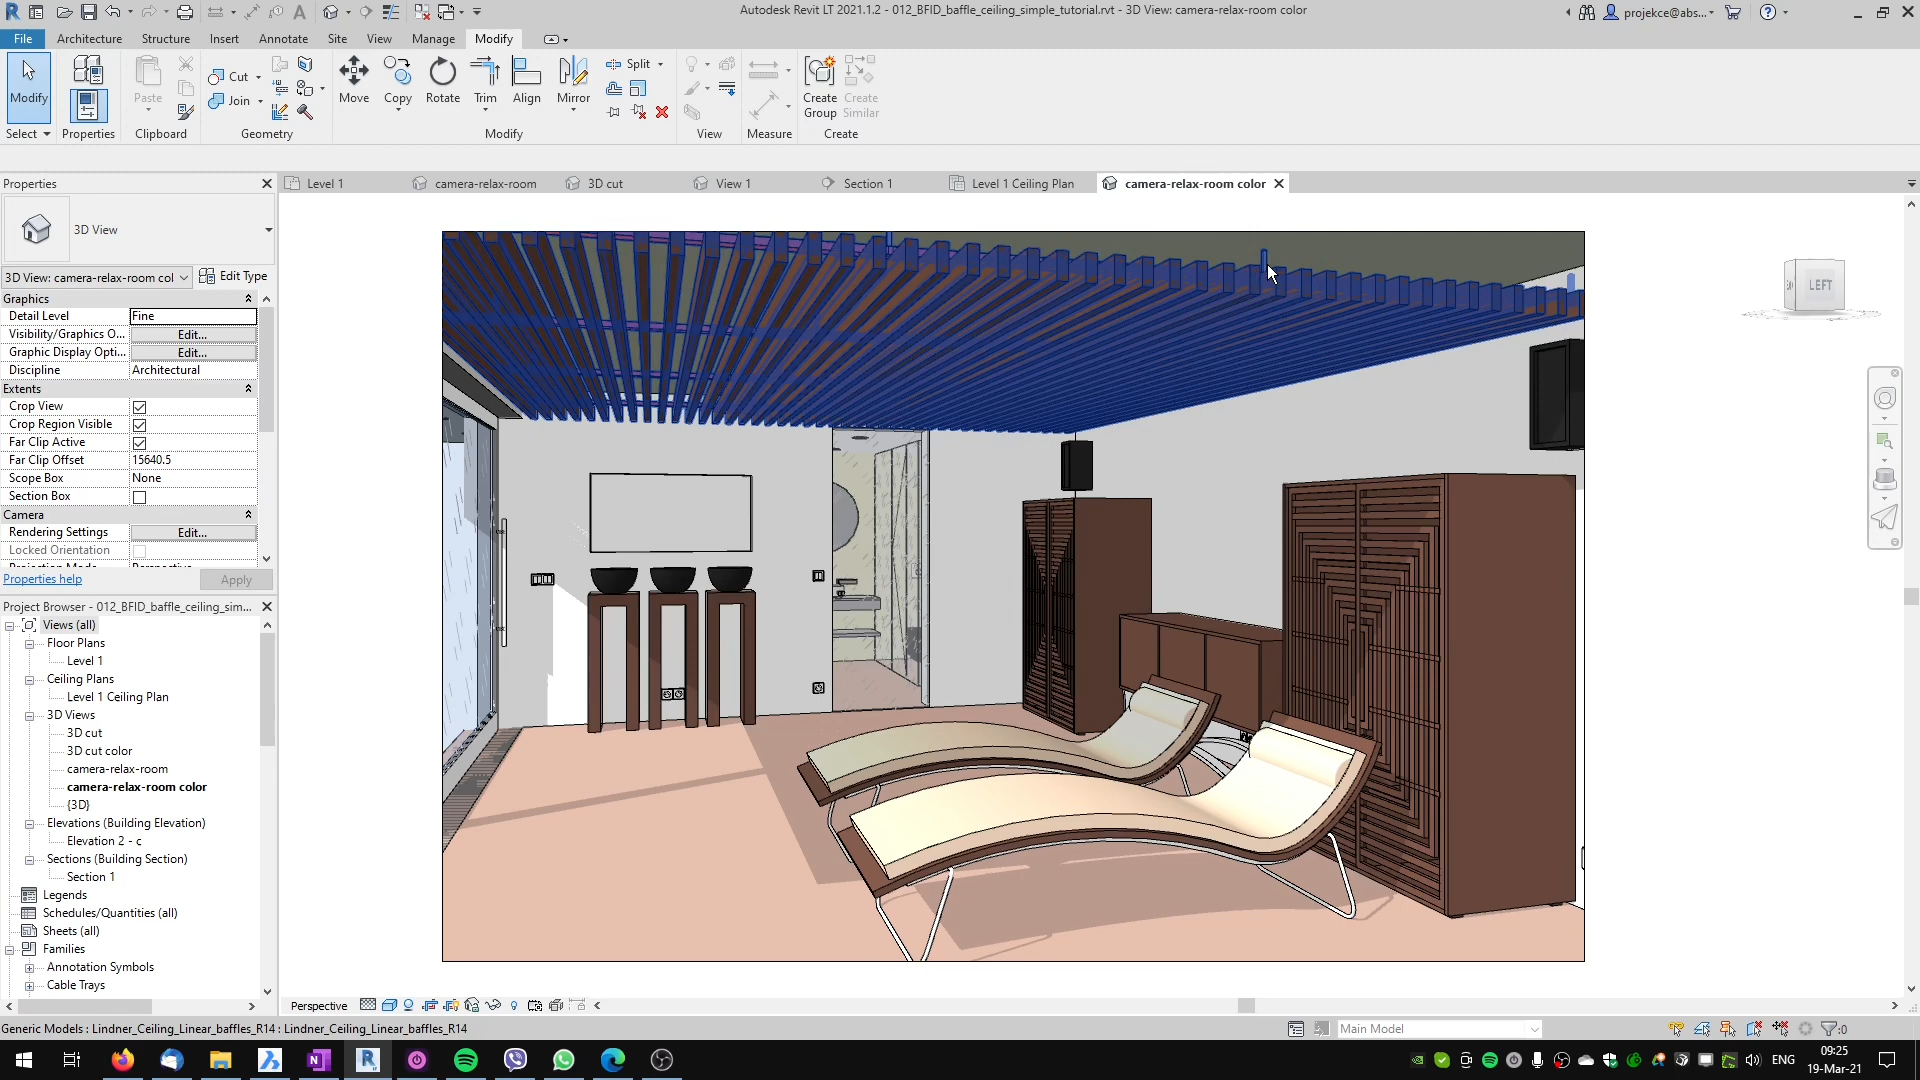 Autodesk Revit LT 2021.1.2 - 012_BFID_baffle_ceiling_simple_tutorial.rvt - 3D View: camera-relax-room color
projekce@abs...
File Architecture Structure Insert Annotate Site View Manage Modify
Modify Paste Cut Join Move Copy Rotate Trim Align Mirror Split Create Group Create Similar
Select Properties Clipboard Geometry Modify View Measure Create
Properties
Level 1 camera-relax-room 3D cut View 1 Section 1 Level 1 Ceiling Plan camera-relax-room color
3D View
3D View: camera-relax-room col Edit Type
Graphics
Detail Level Fine
Visibility/Graphics O... Edit...
Graphic Display Opti... Edit...
Discipline Architectural
Extents
Crop View
Crop Region Visible
Far Clip Active
Far Clip Offset 15640.5
Scope Box None
Section Box
Camera
Rendering Settings Edit...
Locked Orientation
Properties help Apply
LEFT
Project Browser - 012_BFID_baffle_ceiling_sim...
Views (all)
Floor Plans
Level 1
Ceiling Plans
Level 1 Ceiling Plan
3D Views
3D cut
3D cut color
camera-relax-room
camera-relax-room color
{3D}
Elevations (Building Elevation)
Elevation 2 - c
Sections (Building Section)
Section 1
Legends
Schedules/Quantities (all)
Sheets (all)
Families
Annotation Symbols
Cable Trays
Perspective
Generic Models : Lindner_Ceiling_Linear_baffles_R14 : Lindner_Ceiling_Linear_baffles_R14
Main Model
:0
ENG
09:25
19-Mar-21